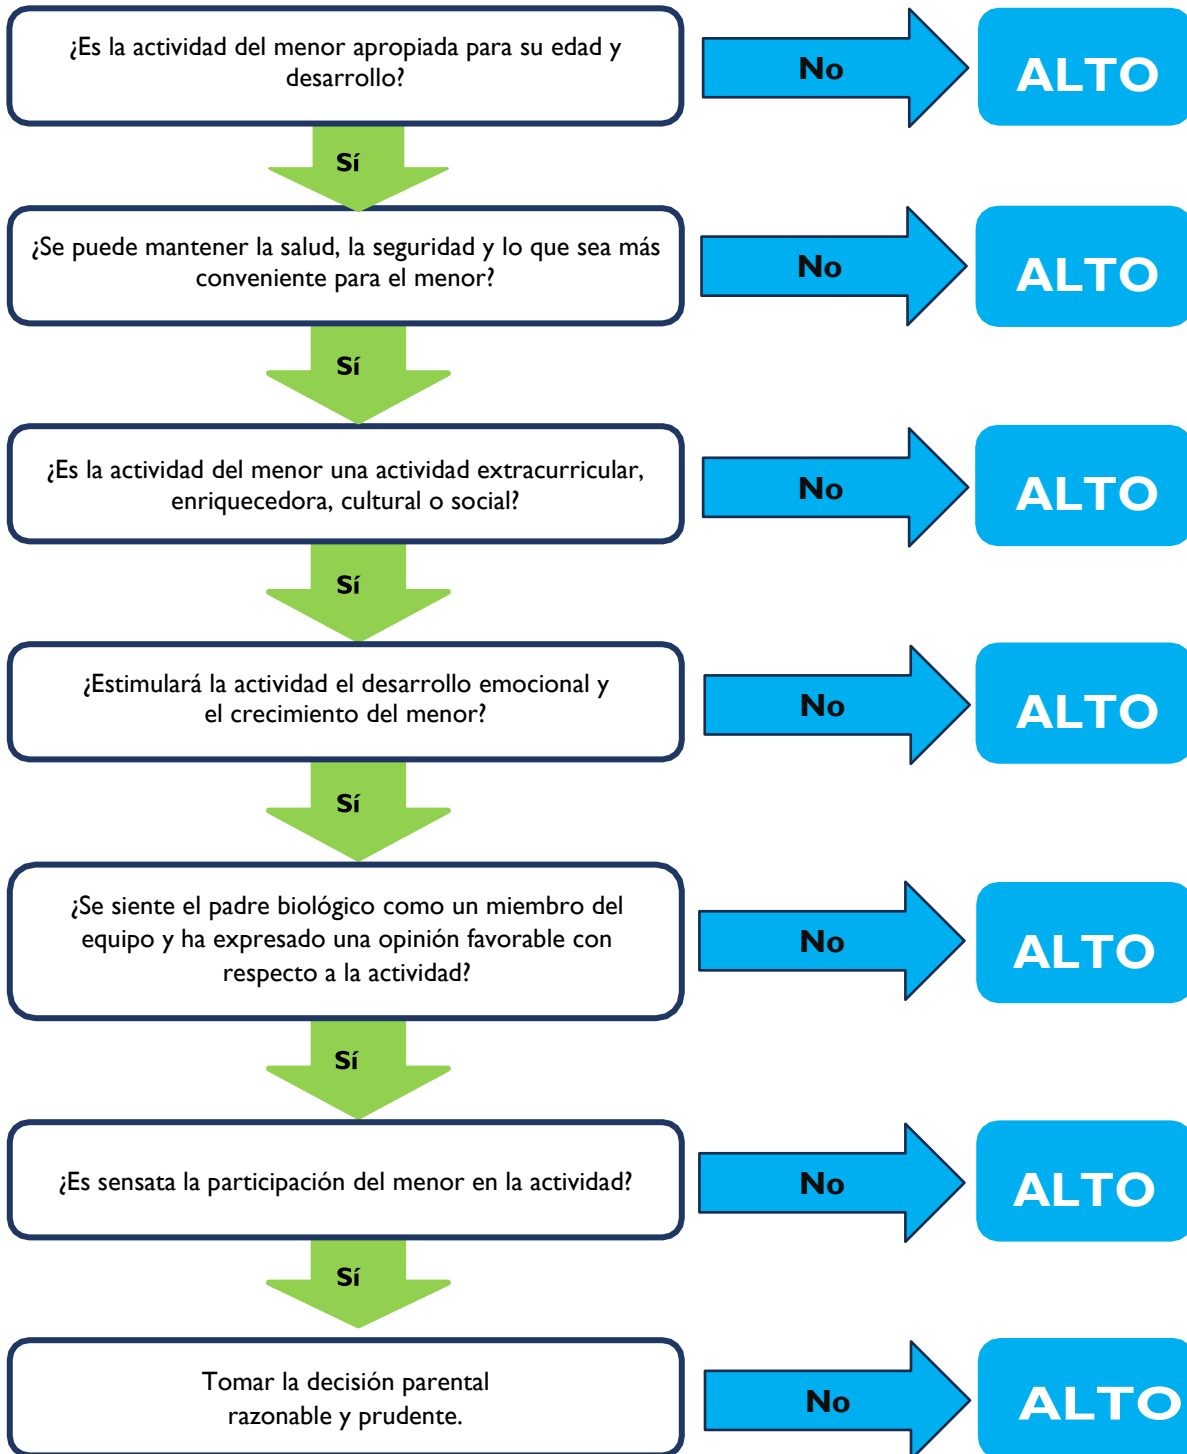 ¿Es la actividad del menor apropiada para su edad y
desarrollo?
No
ALTO
Sí
¿Se puede mantener la salud, la seguridad y lo que sea más
conveniente para el menor?
No
ALTO
Sí
¿Es la actividad del menor una actividad extracurricular,
enriquecedora, cultural o social?
No
ALTO
Sí
¿Estimulará la actividad el desarrollo emocional y
el crecimiento del menor?
No
ALTO
Sí
¿Se siente el padre biológico como un miembro del
equipo y ha expresado una opinión favorable con
respecto a la actividad?
No
ALTO
Sí
¿Es sensata la participación del menor en la actividad?
No
ALTO
Sí
Tomar la decisión parental
razonable y prudente.
No
ALTO